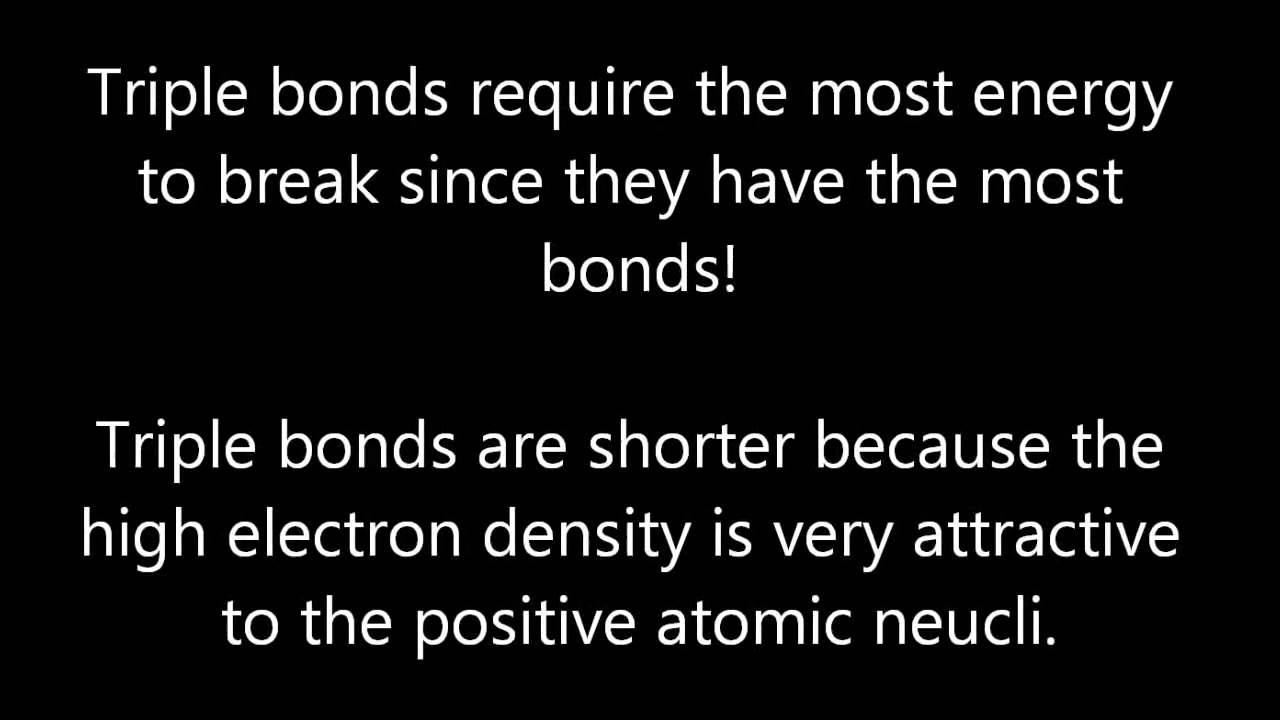 Triple bonds require the most energy
to break since they have the most
bonds!
Triple bonds are shorter because the
high electron density is very attractive
to the positive atomic neucli.